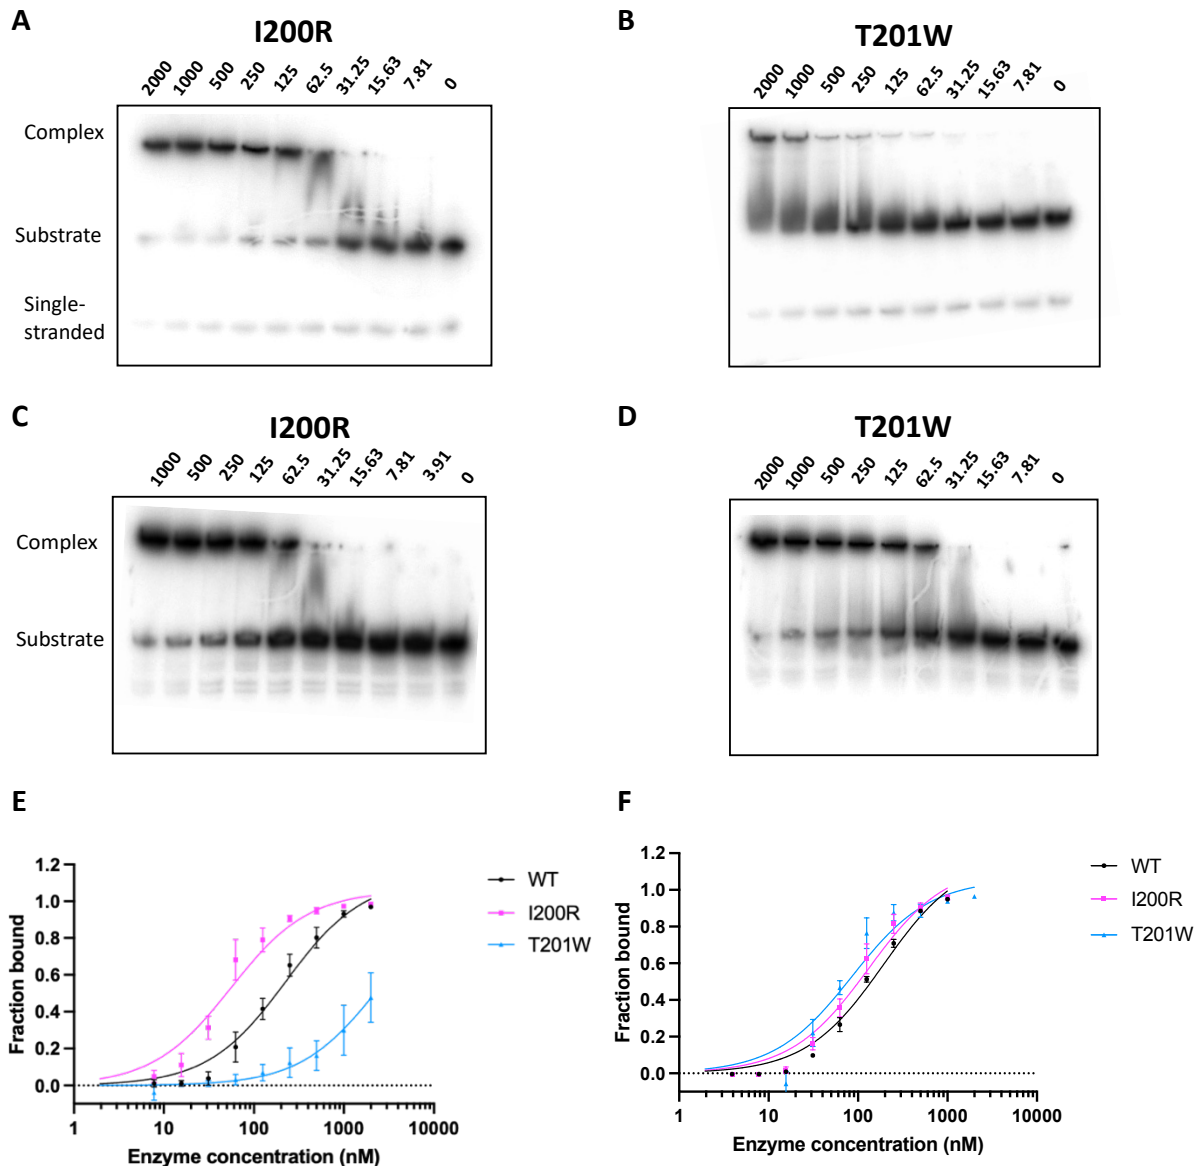 A
I200R
2000 1000 500 250 125 62.5 31.25 15.63 7.81 0
Complex
Substrate
Single-
stranded
B
T201W
2000 1000 500 250 125 62.5 31.25 15.63 7.81 0
C
I200R
1000 500 250 125 62.5 31.25 15.63 7.81 3.91 0
Complex
Substrate
D
T201W
2000 1000 500 250 125 62.5 31.25 15.63 7.81 0
E
1.2
1.0
0.8
0.6
0.4
0.2
0.0
Fraction bound
1 10 100 1000 10000
Enzyme concentration (nM)
WT
I200R
T201W
F
1.2
1.0
0.8
0.6
0.4
0.2
0.0
Fraction bound
1 10 100 1000 10000
Enzyme concentration (nM)
WT
I200R
T201W